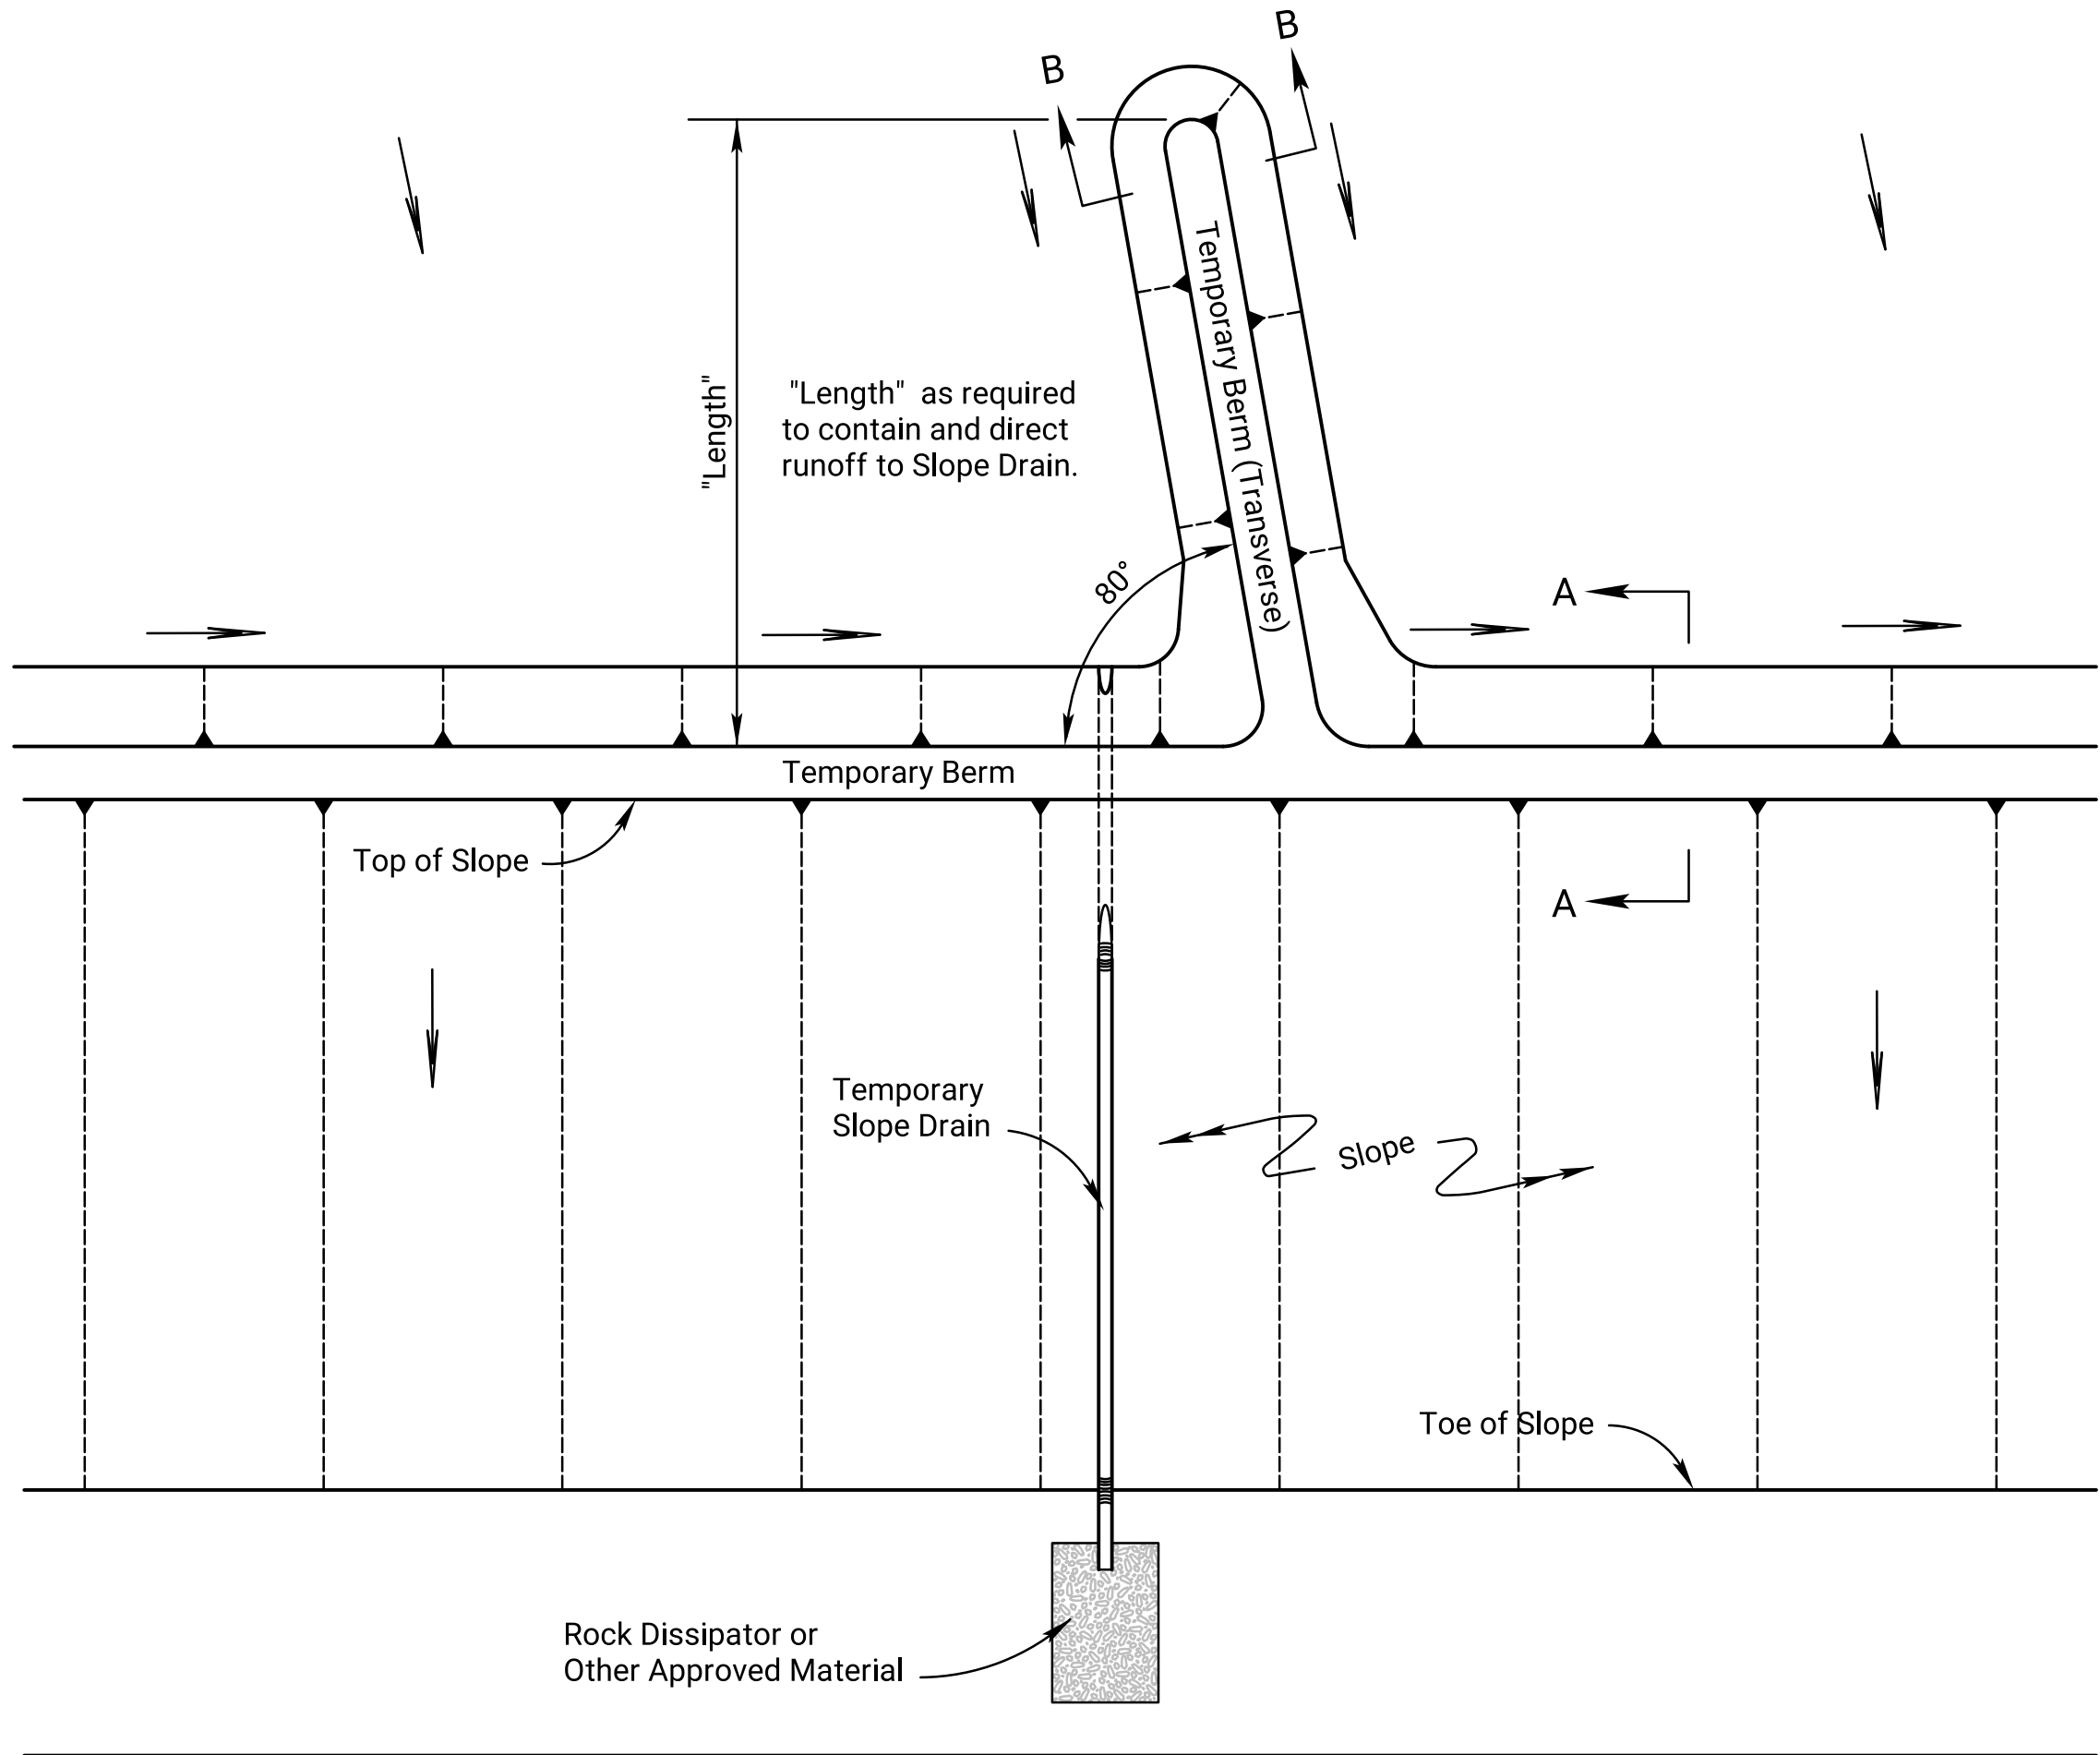 B
B
"Length"
"Length" as required
to contain and direct
runoff to Slope Drain.
Temporary Berm (Transverse)
80°
A
Temporary Berm
Top of Slope
A
Temporary
Slope Drain
Slope
Toe of Slope
Rock Dissipator or
Other Approved Material